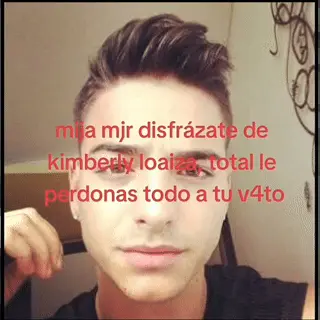 mija mjr disfrázate de
kimberly loaiza, total le
perdonas todo a tu v4to